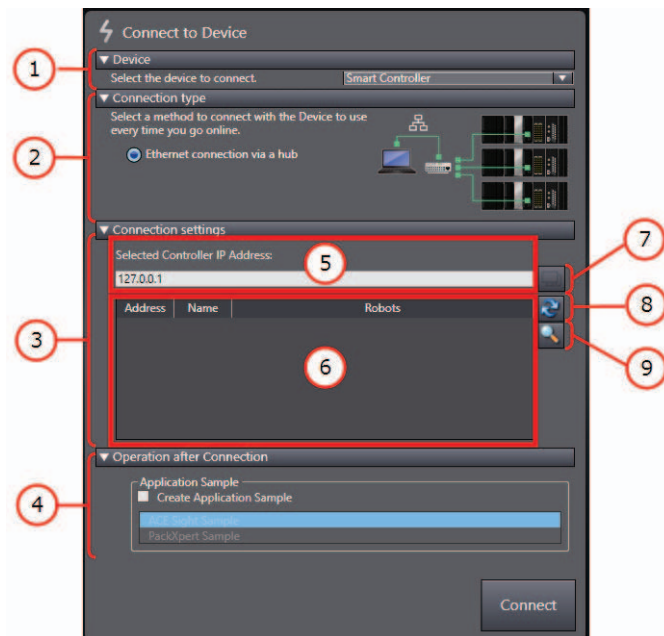 Connect to Device
1
Device
Select the device to connect.
Smart Controller
Connection type
2
Select a method to connect with the Device to use
every time you go online.
Ethernet connection via a hub
3
Connection settings
Selected Controller IP Address:
5
127.0.0.1
7
8
9
Address Name Robots
6
4
Operation after Connection
Application Sample
Create Application Sample
ACE Sight Sample
PackXpert Sample
Connect